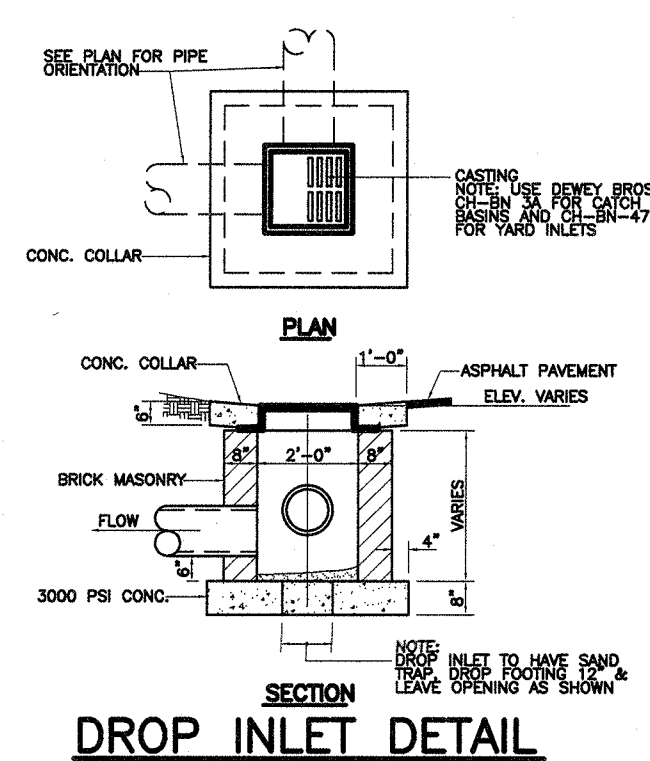 SEE PLAN FOR PIPE
ORIENTATION
CASTING
NOTE: USE DEWEY BROS
CH-BN 3A FOR CATCH
BASINS AND CH-BN-47
FOR YARD INLETS
CONC. COLLAR
PLAN
CONC. COLLAR
1'-0"
ASPHALT PAVEMENT
ELEV. VARIES
6"
8"
2'-0"
8"
BRICK MASONRY
VARIES
FLOW
4"
6"
3000 PSI CONC.
8"
NOTE:
DROP INLET TO HAVE SAND
TRAP, DROP FOOTING 12" &
LEAVE OPENING AS SHOWN
SECTION
DROP INLET DETAIL